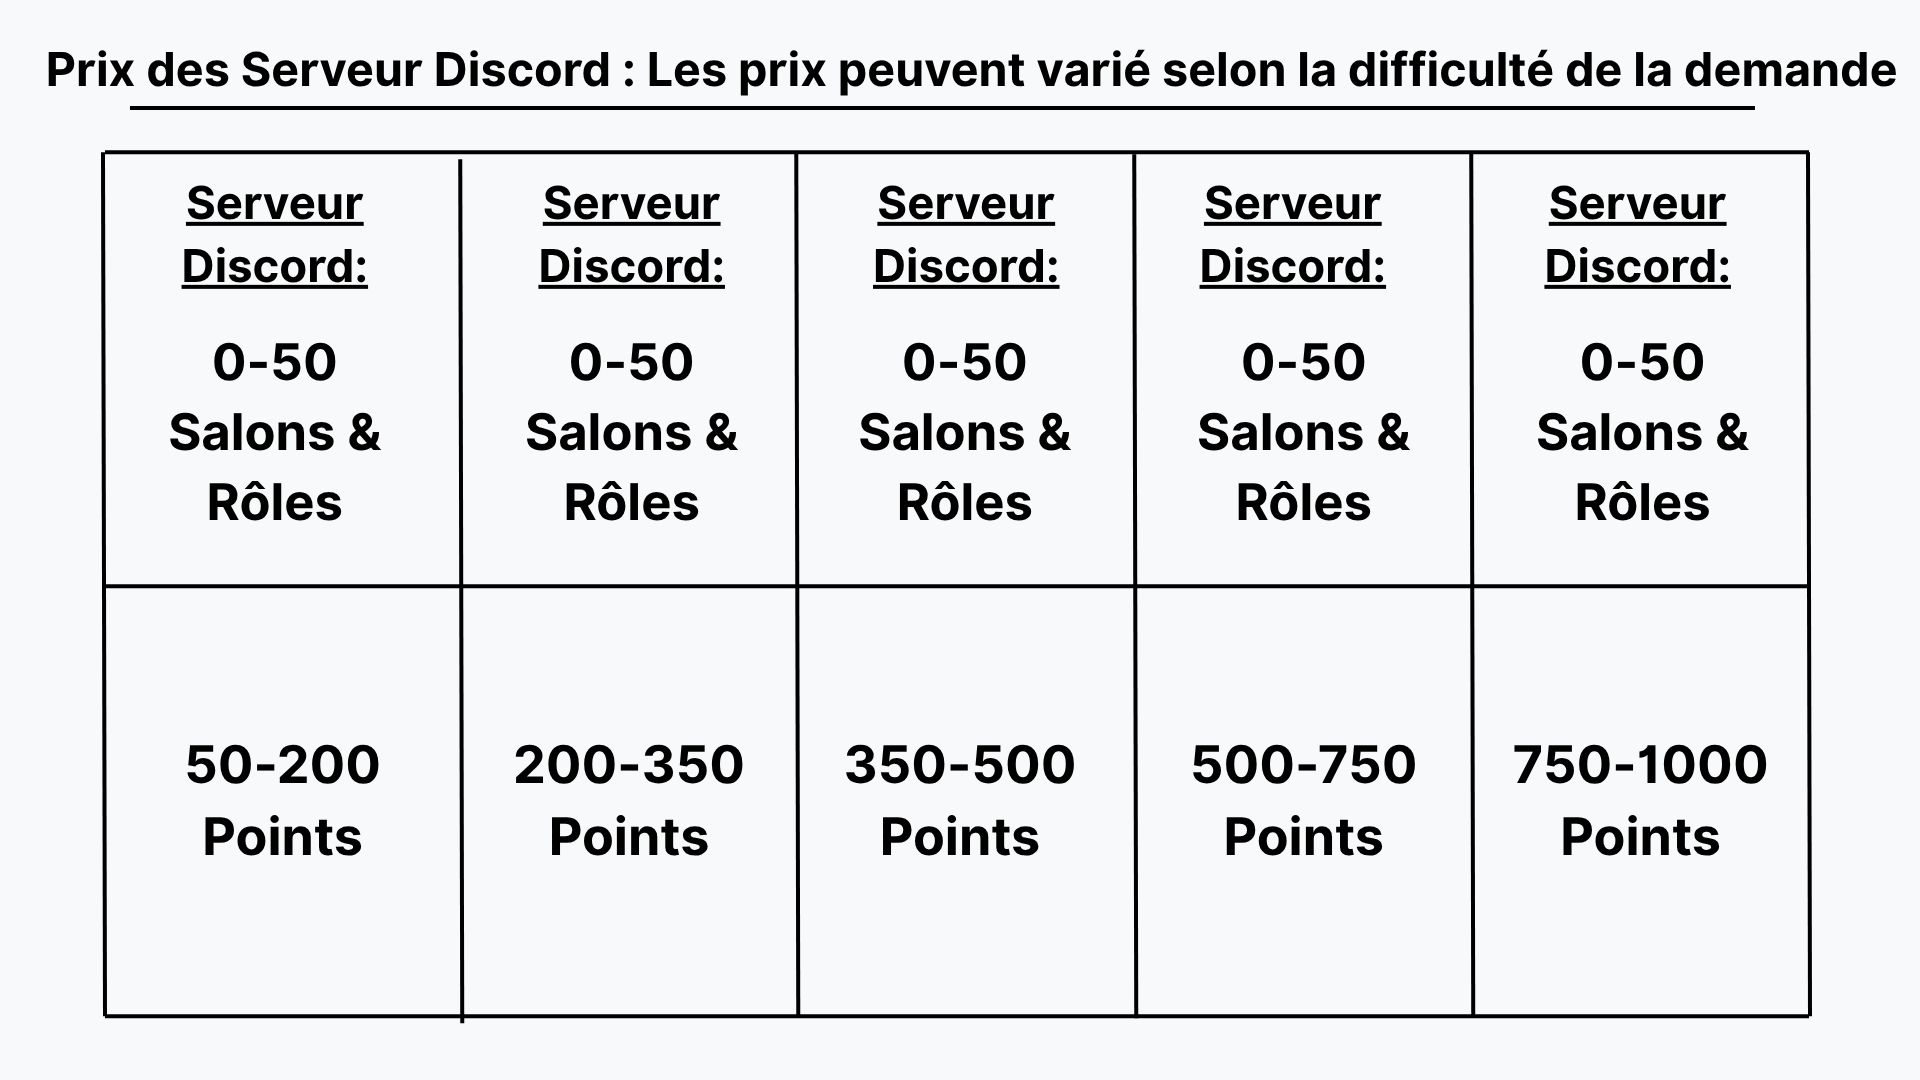 Prix des Serveur Discord : Les prix peuvent varié selon la difficulté de la demande
Serveur
Discord:
0-50
Salons &
Rôles
Serveur
Discord:
0-50
Salons &
Rôles
Serveur
Discord:
0-50
Salons &
Rôles
Serveur
Discord:
0-50
Salons &
Rôles
Serveur
Discord:
0-50
Salons &
Rôles
50-200
Points
200-350
Points
350-500
Points
500-750
Points
750-1000
Points